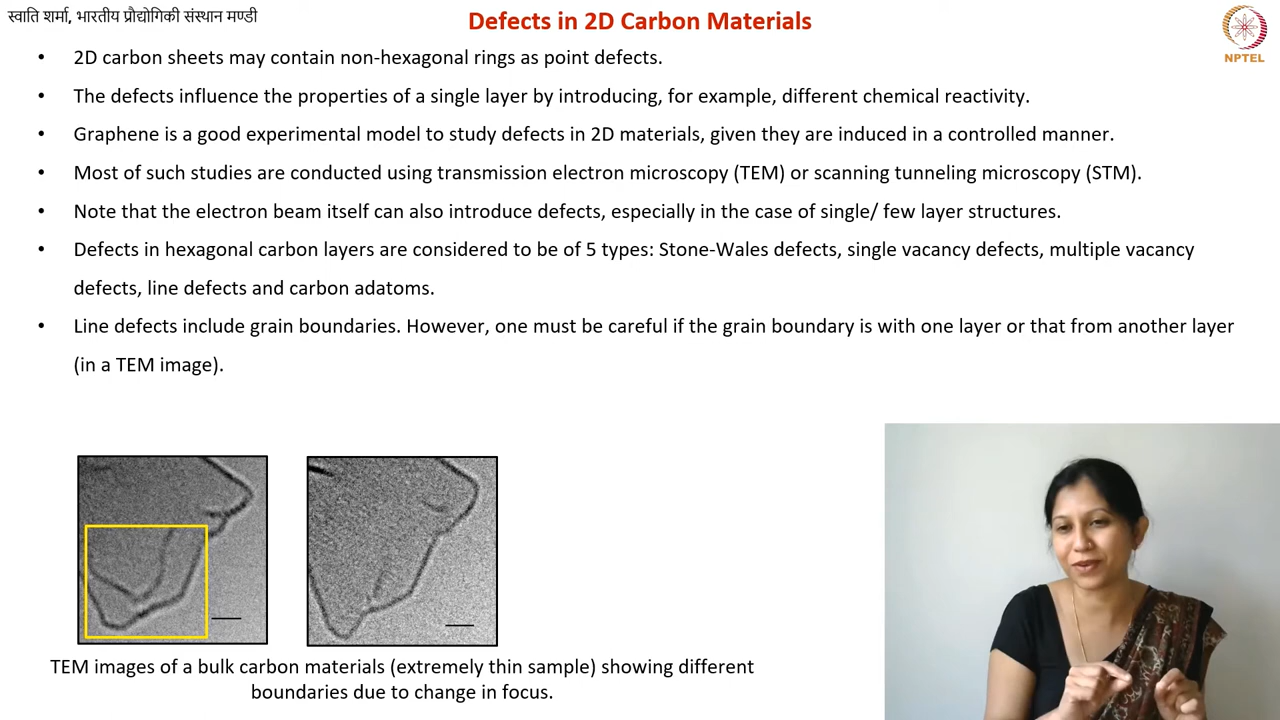 स्वाति शर्मा, भारतीय प्रौद्योगिकी संस्थान मण्डी
Defects in 2D Carbon Materials
NPTEL
• 2D carbon sheets may contain non-hexagonal rings as point defects.
• The defects influence the properties of a single layer by introducing, for example, different chemical reactivity.
• Graphene is a good experimental model to study defects in 2D materials, given they are induced in a controlled manner.
• Most of such studies are conducted using transmission electron microscopy (TEM) or scanning tunneling microscopy (STM).
• Note that the electron beam itself can also introduce defects, especially in the case of single/ few layer structures.
• Defects in hexagonal carbon layers are considered to be of 5 types: Stone-Wales defects, single vacancy defects, multiple vacancy
defects, line defects and carbon adatoms.
• Line defects include grain boundaries. However, one must be careful if the grain boundary is with one layer or that from another layer
(in a TEM image).
TEM images of a bulk carbon materials (extremely thin sample) showing different
boundaries due to change in focus.